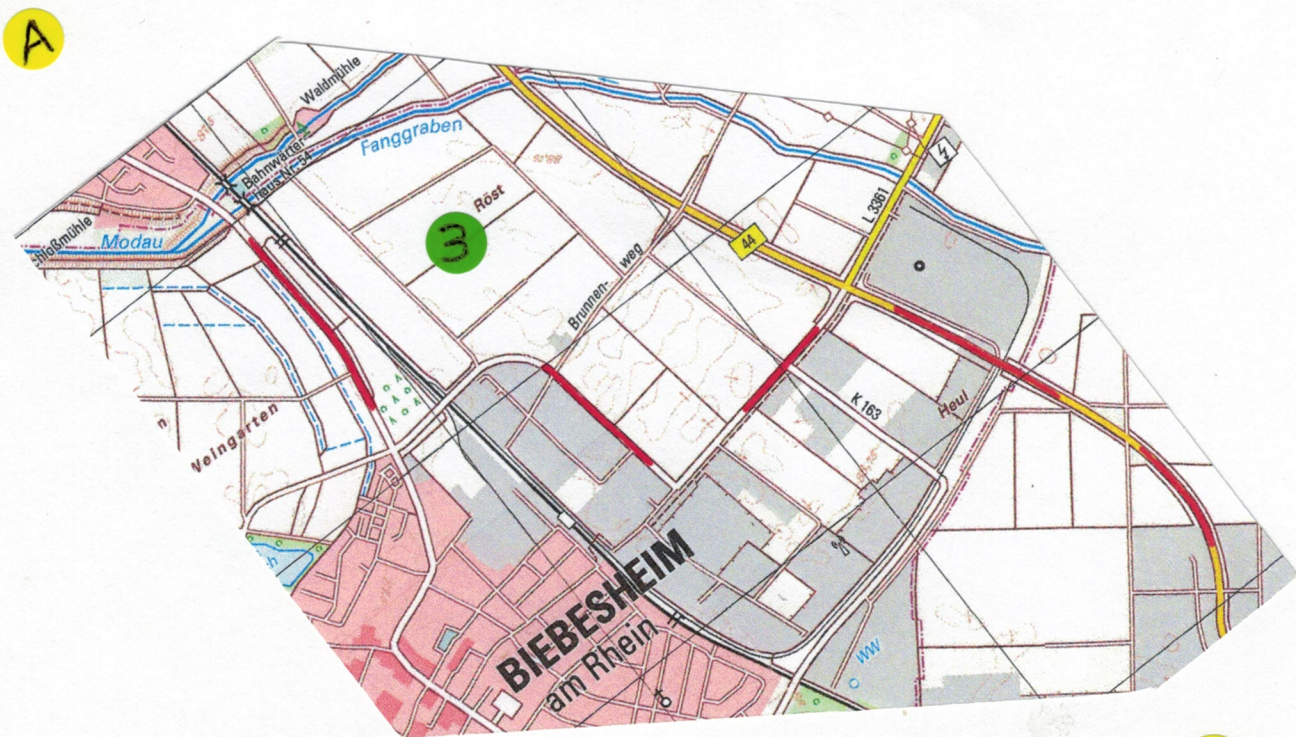 A
Waldmühle
Bahnwärter-
haus Nr. 54
Fanggraben
Modau
3
Röst
Brunnen-
weg
44
L 3361
K 163
Heul
Weingarten
BIEBESHEIM
am Rhein
WW